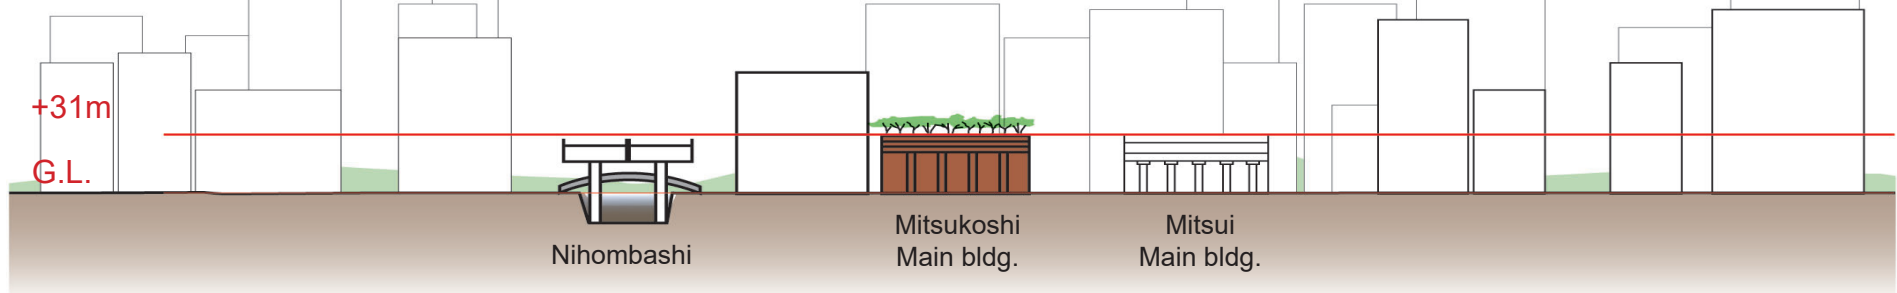 +31m
G.L.
Nihombashi
Mitsukoshi
Main bldg.
Mitsui
Main bldg.